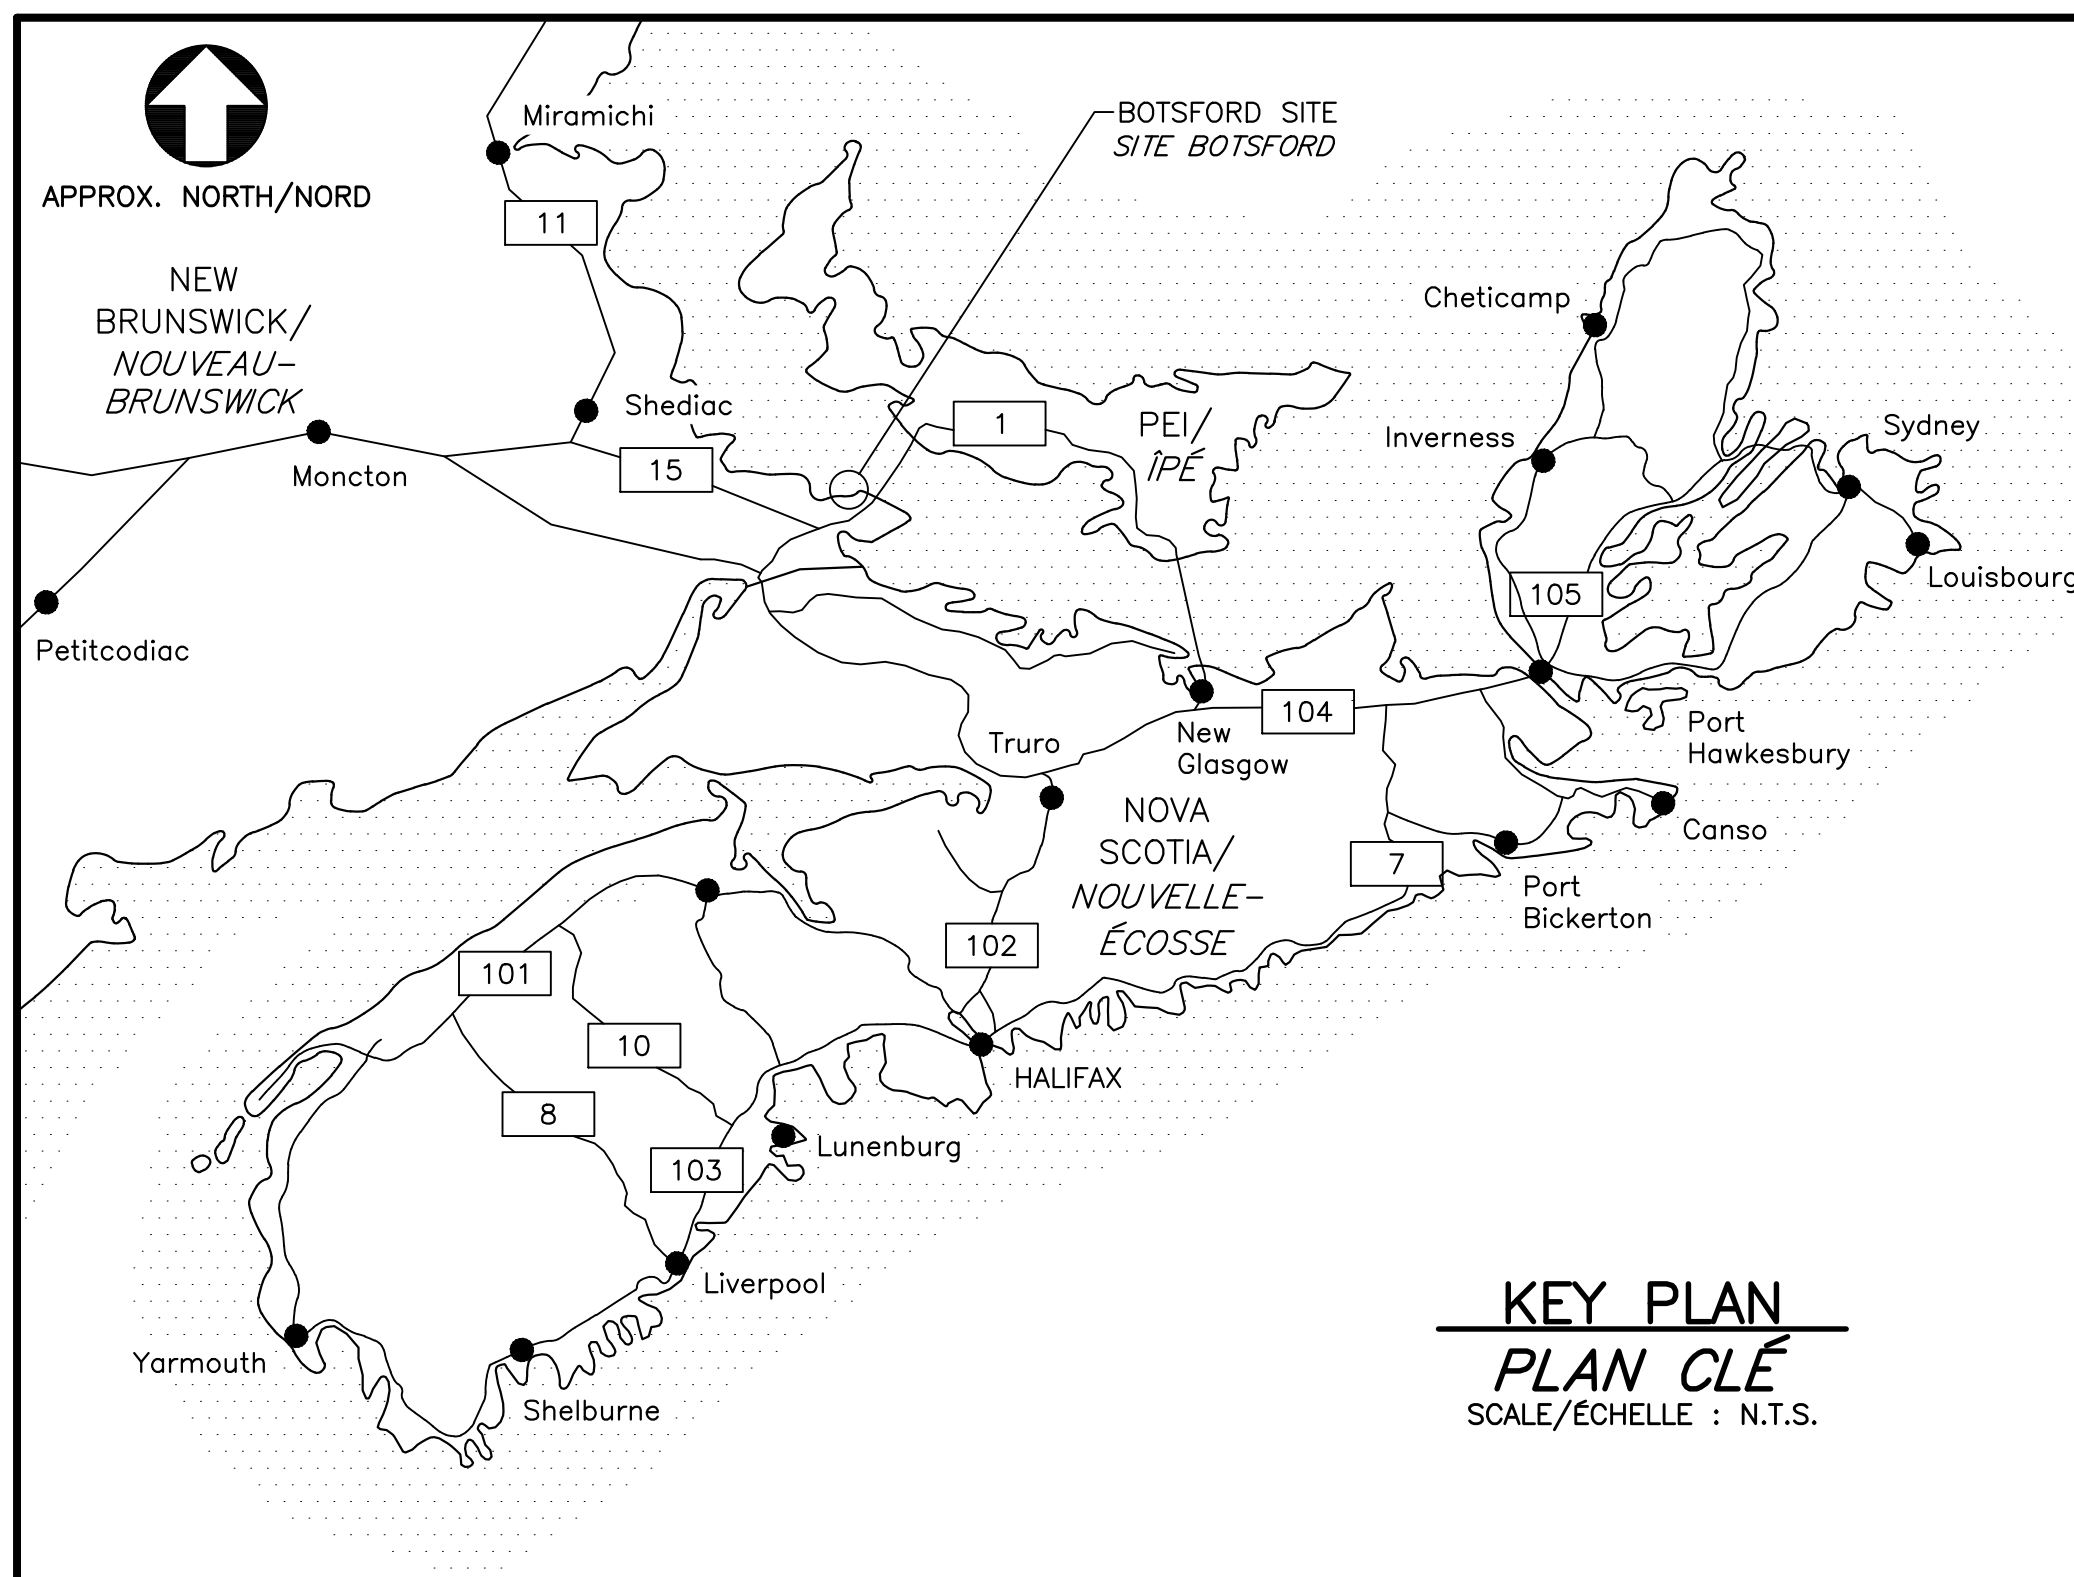 Miramichi
BOTSFORD SITE
SITE BOTSFORD
APPROX. NORTH/NORD
11
NEW
BRUNSWICK/
NOUVEAU-
BRUNSWICK
Cheticamp
Shediac
1
PEI/
ÎPÉ
Inverness
Sydney
Moncton
15
105
Louisbourg
Petitcodiac
104
New
Glasgow
Truro
Port
Hawkesbury
NOVA
SCOTIA/
NOUVELLE-
ÉCOSSE
Canso
7
Port
Bickerton
102
101
10
HALIFAX
8
Lunenburg
103
Liverpool
Yarmouth
Shelburne
KEY PLAN
PLAN CLÉ
SCALE/ÉCHELLE : N.T.S.